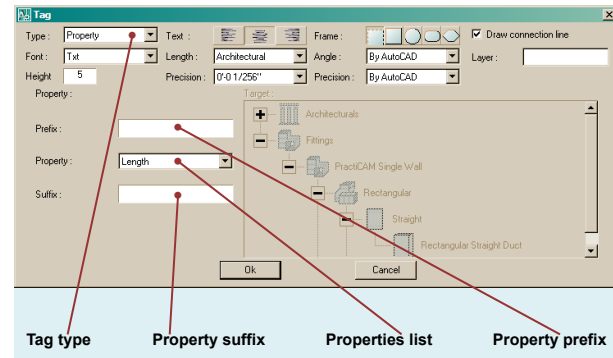 Tag
Type : Property Text : Frame : Draw connection line
Font : Txt Length : Architectural Angle : By AutoCAD Layer :
Height 5 Precision : 0'-0 1/256" Precision : By AutoCAD
Property : Target :
Architecturals
Prefix :
Fittings
Property : Length
PractiCAM Single Wall
Suffix :
Rectangular
Straight
Rectangular Straight Duct
Ok Cancel
Tag type Property suffix Properties list Property prefix